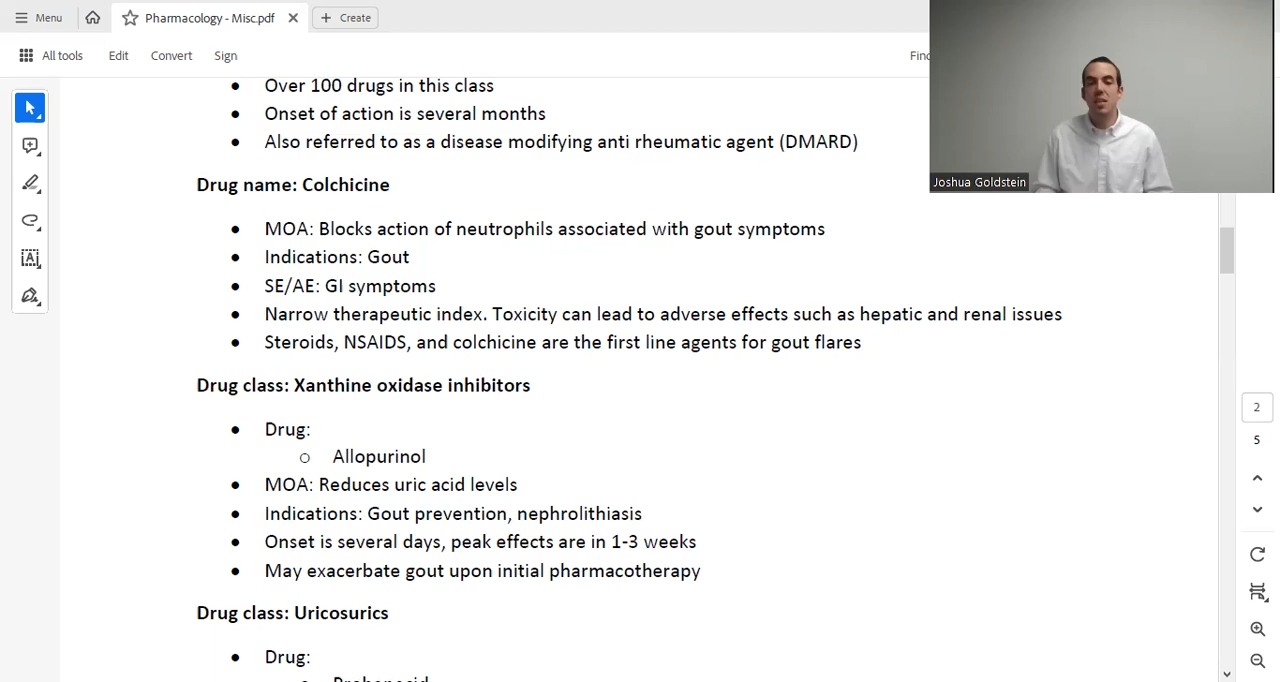 Menu
Pharmacology - Misc.pdf
Create
All tools
Edit
Convert
Sign
Joshua Goldstein
• Over 100 drugs in this class
• Onset of action is several months
• Also referred to as a disease modifying anti rheumatic agent (DMARD)
Drug name: Colchicine
• MOA: Blocks action of neutrophils associated with gout symptoms
• Indications: Gout
• SE/AE: GI symptoms
• Narrow therapeutic index. Toxicity can lead to adverse effects such as hepatic and renal issues
• Steroids, NSAIDS, and colchicine are the first line agents for gout flares
Drug class: Xanthine oxidase inhibitors
• Drug:
o Allopurinol
• MOA: Reduces uric acid levels
• Indications: Gout prevention, nephrolithiasis
• Onset is several days, peak effects are in 1-3 weeks
• May exacerbate gout upon initial pharmacotherapy
Drug class: Uricosurics
• Drug:
2
5